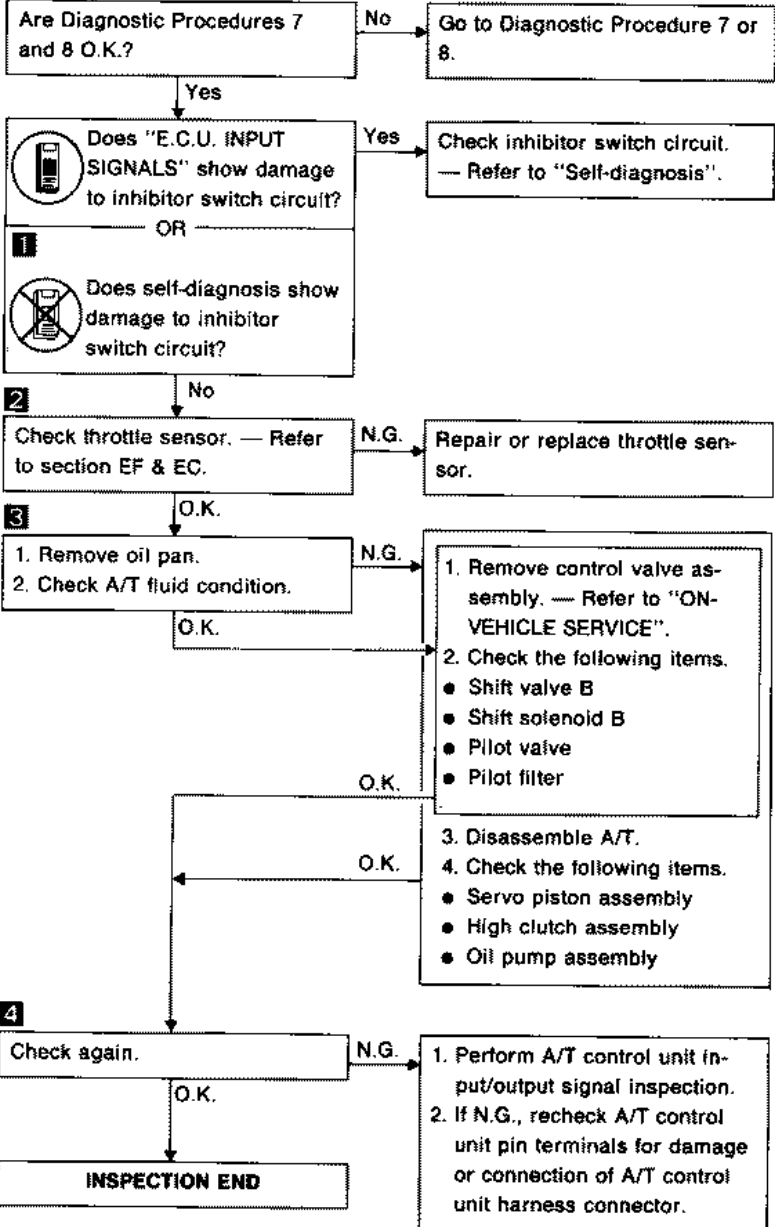 Are Diagnostic Procedures 7
and 8 O.K.?
No
Go to Diagnostic Procedure 7 or
8.
Yes
Does "E.C.U. INPUT
SIGNALS" show damage
to inhibitor switch circuit?
Yes
Check inhibitor switch circuit.
— Refer to "Self-diagnosis".
OR
1
Does self-diagnosis show
damage to inhibitor
switch circuit?
No
2
Check throttle sensor. — Refer
to section EF & EC.
N.G.
Repair or replace throttle sen-
sor.
O.K.
3
1. Remove oil pan.
2. Check A/T fluid condition.
N.G.
O.K.
1. Remove control valve as-
sembly. — Refer to "ON-
VEHICLE SERVICE".
2. Check the following items.
● Shift valve B
● Shift solenoid B
● Pilot valve
● Pilot filter
O.K.
3. Disassemble A/T.
4. Check the following items.
● Servo piston assembly
● High clutch assembly
● Oil pump assembly
O.K.
4
Check again.
N.G.
1. Perform A/T control unit in-
put/output signal inspection.
2. If N.G., recheck A/T control
unit pin terminals for damage
or connection of A/T control
unit harness connector.
O.K.
INSPECTION END